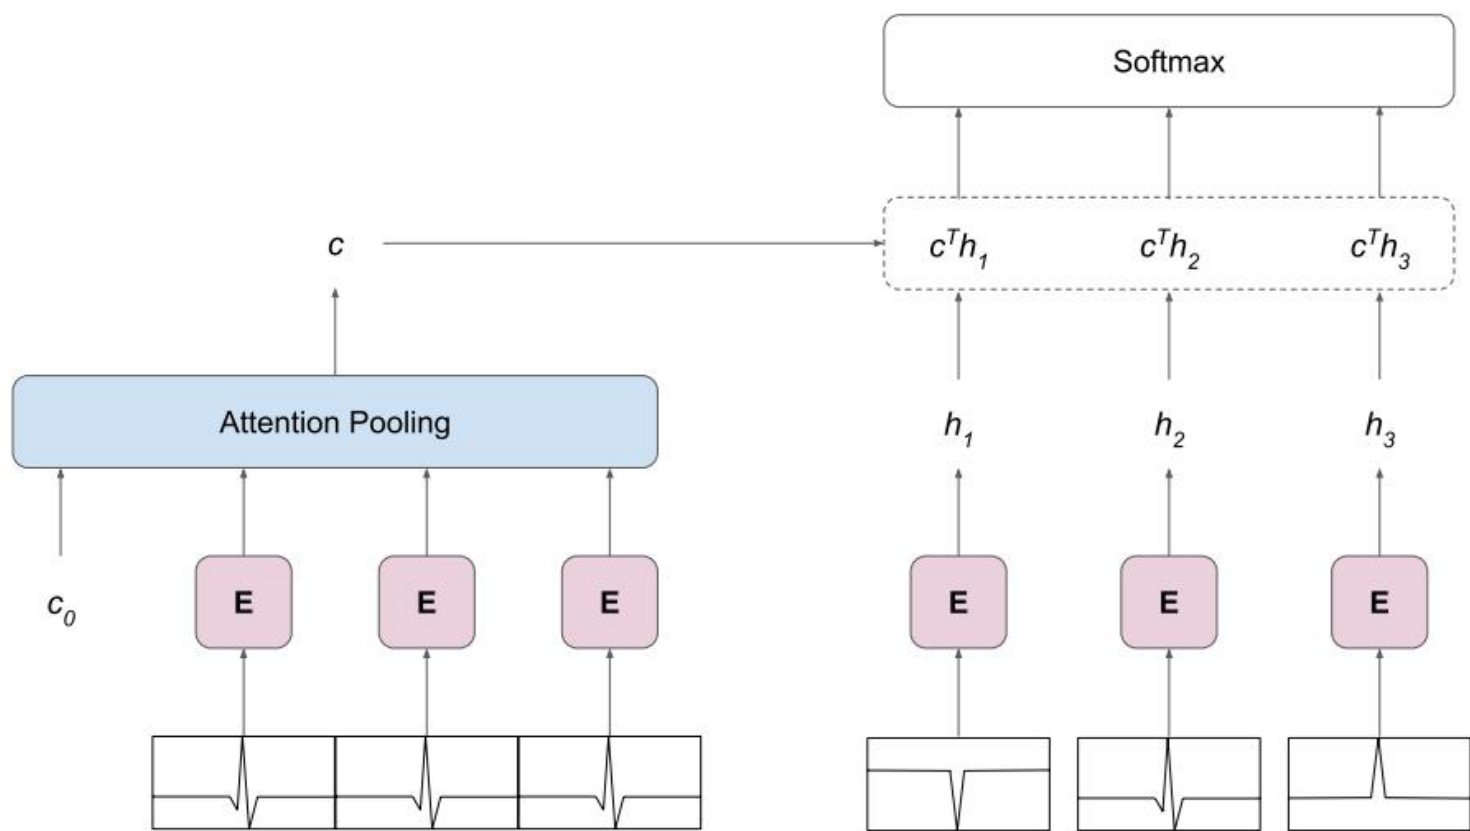 Softmax
c
cᵀh₁ cᵀh₂ cᵀh₃
Attention Pooling
h₁ h₂ h₃
c₀
E E E E E E